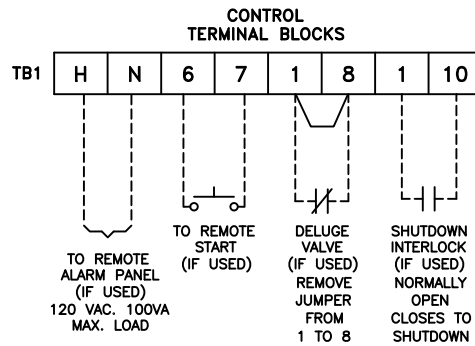 CONTROL
TERMINAL BLOCKS
TB1 H N 6 7 1 8 1 10
TO REMOTE
ALARM PANEL
(IF USED)
120 VAC. 100VA
MAX. LOAD
TO REMOTE
START
(IF USED)
DELUGE
VALVE
(IF USED)
REMOVE
JUMPER
FROM
1 TO 8
SHUTDOWN
INTERLOCK
(IF USED)
NORMALLY
OPEN
CLOSES TO
SHUTDOWN